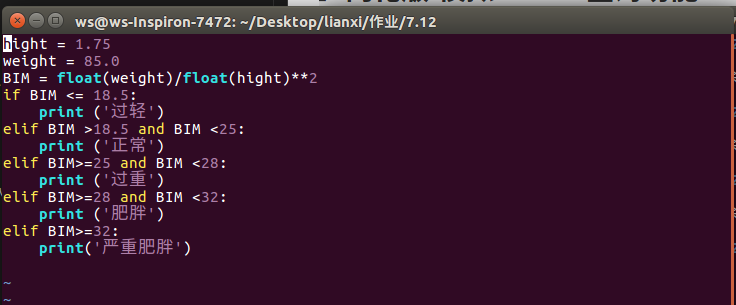 ws@ws-Inspiron-7472: ~/Desktop/lianxi/作业/7.12
hight = 1.75
weight = 85.0
BIM = float(weight)/float(hight)**2
if BIM <= 18.5:
    print ('过轻')
elif BIM >18.5 and BIM <25:
    print ('正常')
elif BIM>=25 and BIM <28:
    print ('过重')
elif BIM>=28 and BIM <32:
    print ('肥胖')
elif BIM>=32:
    print('严重肥胖')
~
~